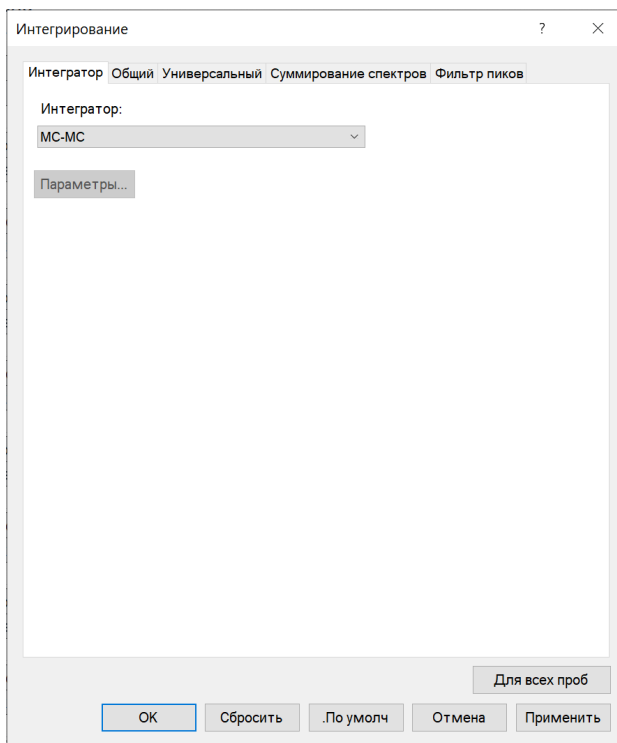 Интегрирование ?
Интегратор Общий Универсальный Суммирование спектров Фильтр пиков
Интегратор:
МС-МС
Параметры...
Для всех проб
OK Сбросить .По умолч Отмена Применить